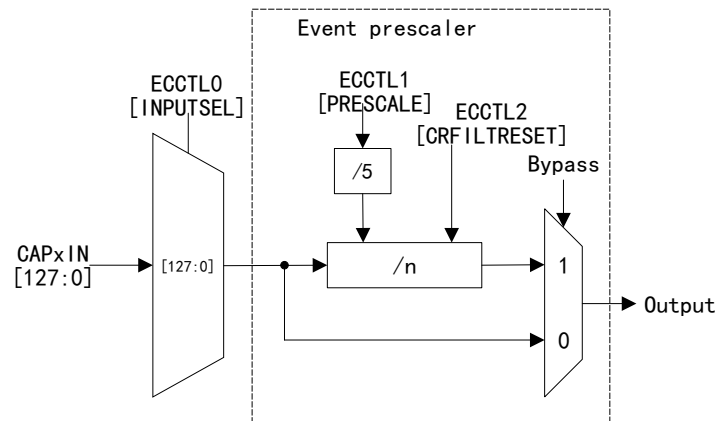 Event prescaler
ECCTL0
[INPUTSEL]
ECCTL1
[PRESCALE]
ECCTL2
[CRFILTRESET]
Bypass
/5
CAPxIN
[127:0]
[127:0]
/n
1
0
Output